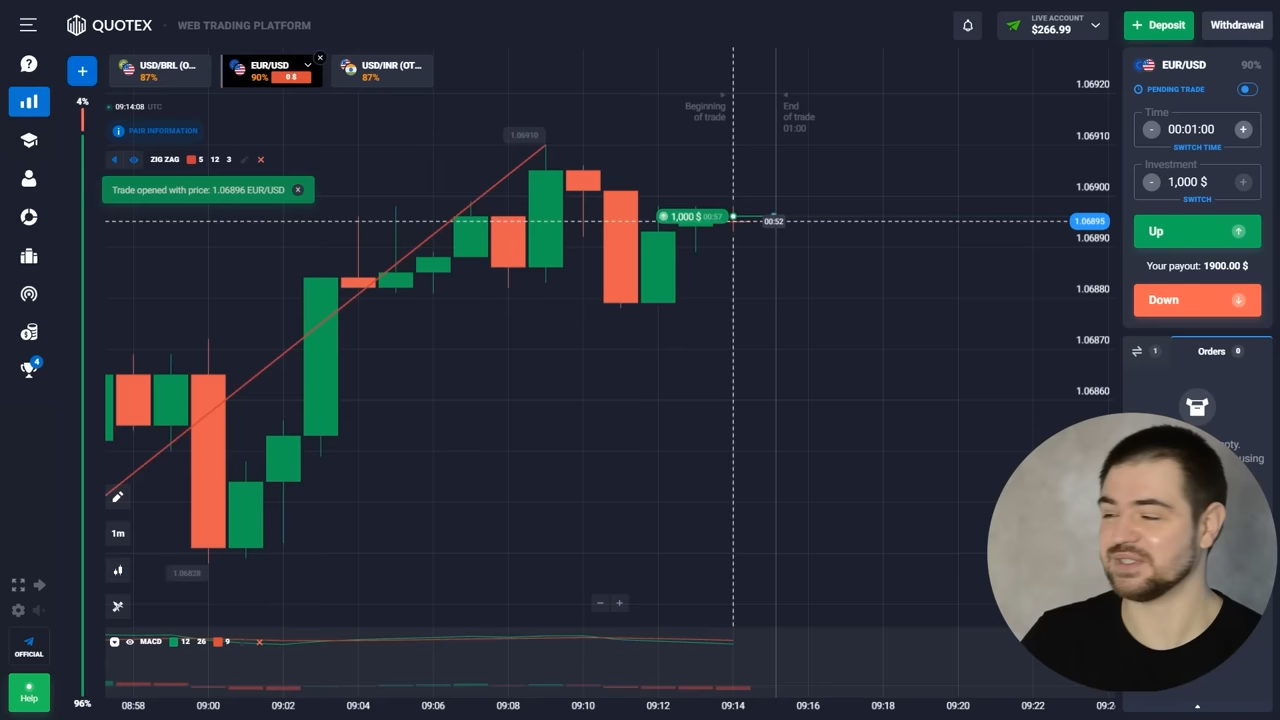 QUOTEX
WEB TRADING PLATFORM
LIVE ACCOUNT
$266.99
+ Deposit
Withdrawal
USD/BRL (O...
87%
EUR/USD
90%
0 $
USD/INR (OT...
87%
4%
09:14:08 UTC
PAIR INFORMATION
ZIG ZAG 5 12 3
Trade opened with price: 1.06896 EUR/USD
1.06910
Beginning
of trade
End
of trade
01:00
1,000 $ 00:57
00:52
1.06920
1.06910
1.06900
1.06895
1.06890
1.06880
1.06870
1.06860
EUR/USD
90%
PENDING TRADE
Time
- 00:01:00 +
SWITCH TIME
Investment
- 1,000 $ +
SWITCH
Up
Your payout: 1900.00 $
Down
1
Orders 0
4
1m
1.06828
MACD 12 26 9
OFFICIAL
Help
96%
08:58 09:00 09:02 09:04 09:06 09:08 09:10 09:12 09:14 09:16 09:18 09:20 09:22